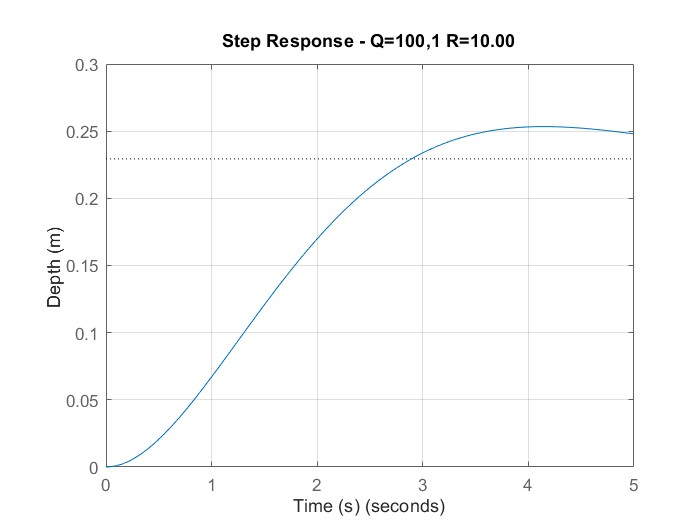 Step Response - Q=100,1 R=10.00
0.3
0.25
0.2
0.15
0.1
0.05
0
Depth (m)
0 1 2 3 4 5
Time (s) (seconds)